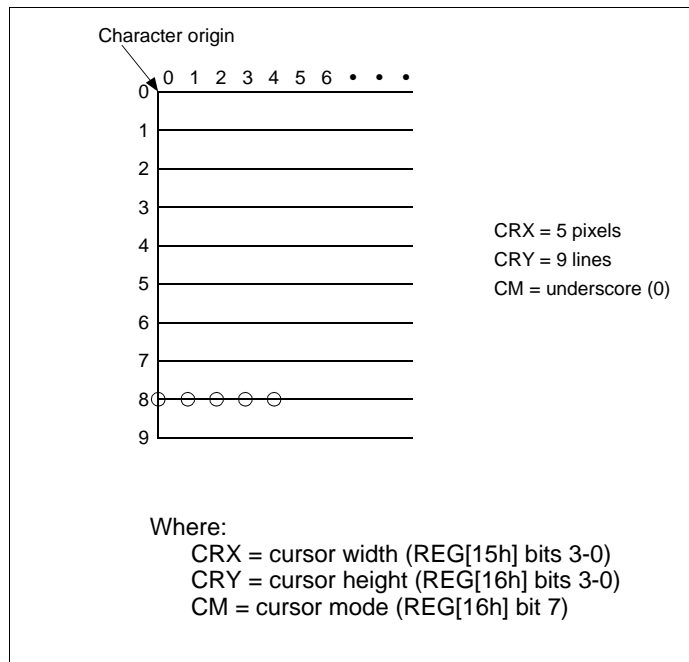 Character origin
0 1 2 3 4 5 6 • • •
0
1
2
3
4
5
6
7
8
9
CRX = 5 pixels
CRY = 9 lines
CM = underscore (0)
Where:
CRX = cursor width (REG[15h] bits 3-0)
CRY = cursor height (REG[16h] bits 3-0)
CM = cursor mode (REG[16h] bit 7)